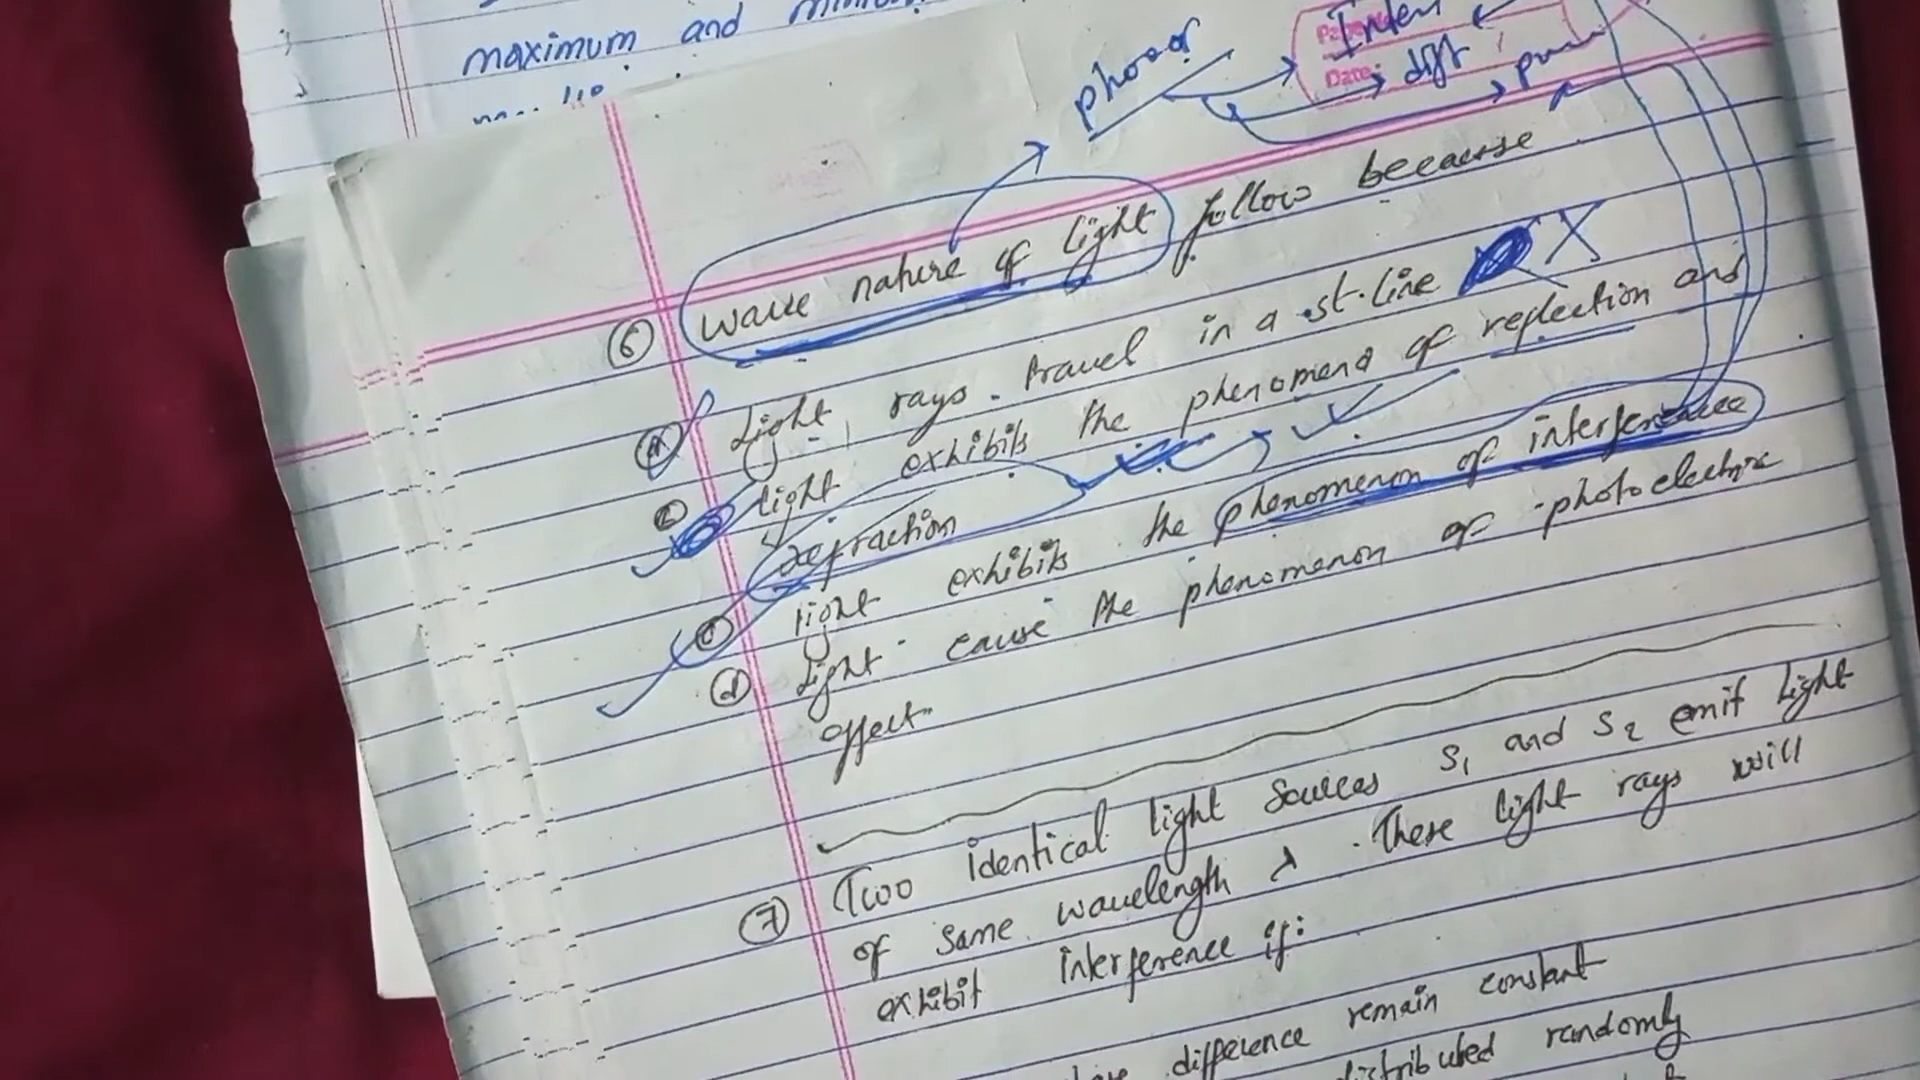 maximum and
phoor
Date:
diff
⑥ wave nature of light follow because
ⓐ Light rays. travel in a st.line X
light exhibits the phenomena of reflection and
refraction
ⓒ light exhibits the phenomenon of interference
ⓓ Light cause the phenomenon of photoelectric
effect
⑦ Two identical light sources S₁ and S₂ emit light
of same wavelength λ. These light rays will
exhibit interference if:
difference remain constant
distributed randomly